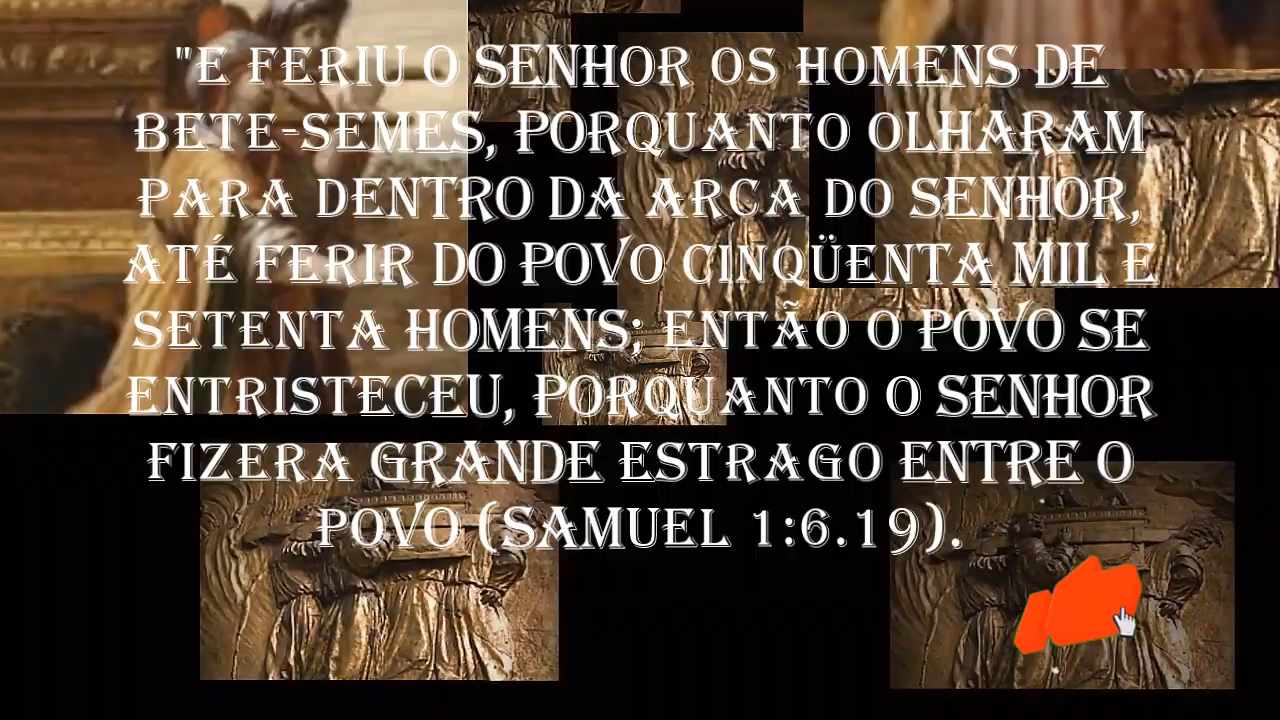 "E FERIU O SENHOR OS HOMENS DE
BETE-SEMES, PORQUANTO OLHARAM
PARA DENTRO DA ARCA DO SENHOR,
ATÉ FERIR DO POVO CINQÜENTA MIL E
SETENTA HOMENS; ENTÃO O POVO SE
ENTRISTECEU, PORQUANTO O SENHOR
FIZERA GRANDE ESTRAGO ENTRE O
POVO (SAMUEL 1:6.19).